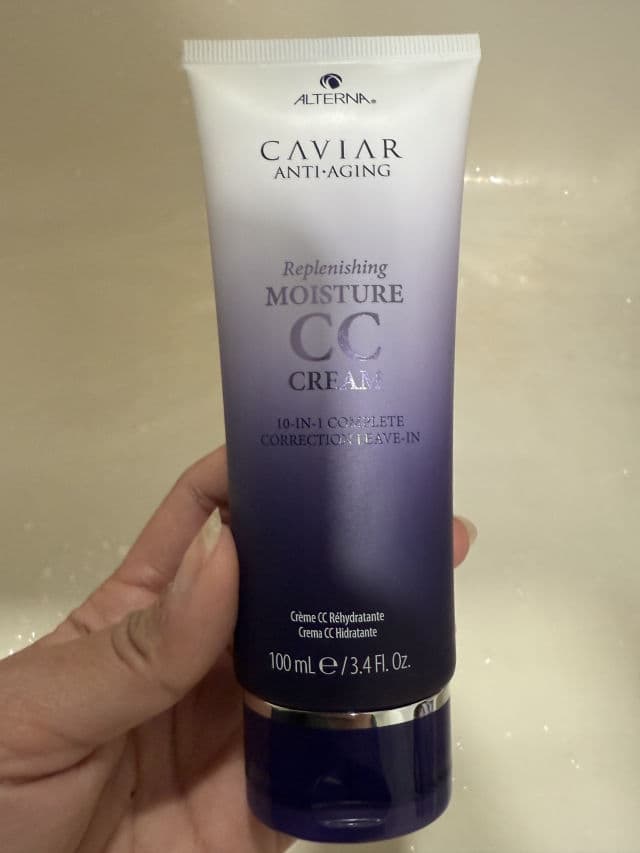 ALTERNA®
CAVIAR
ANTI·AGING
Replenishing
MOISTURE
CC
CREAM
10-IN-1 COMPLETE
CORRECTION LEAVE-IN
Crème CC Réhydratante
Crema CC Hidratante
100 mL ℮/3.4 Fl. Oz.